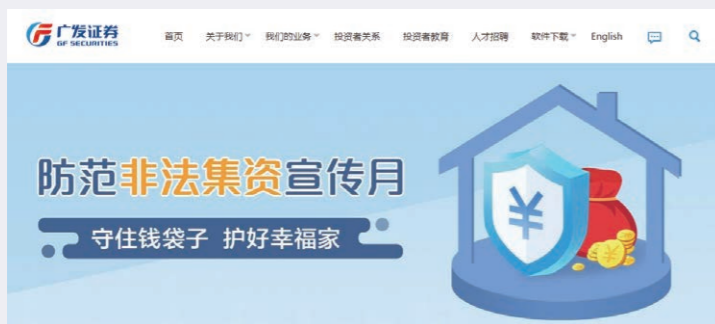 广发证券
GF SECURITIES
首页 关于我们 我们的业务 投资者关系 投资者教育 人才招聘 软件下载 English
防范非法集资宣传月
守住钱袋子 护好幸福家
¥